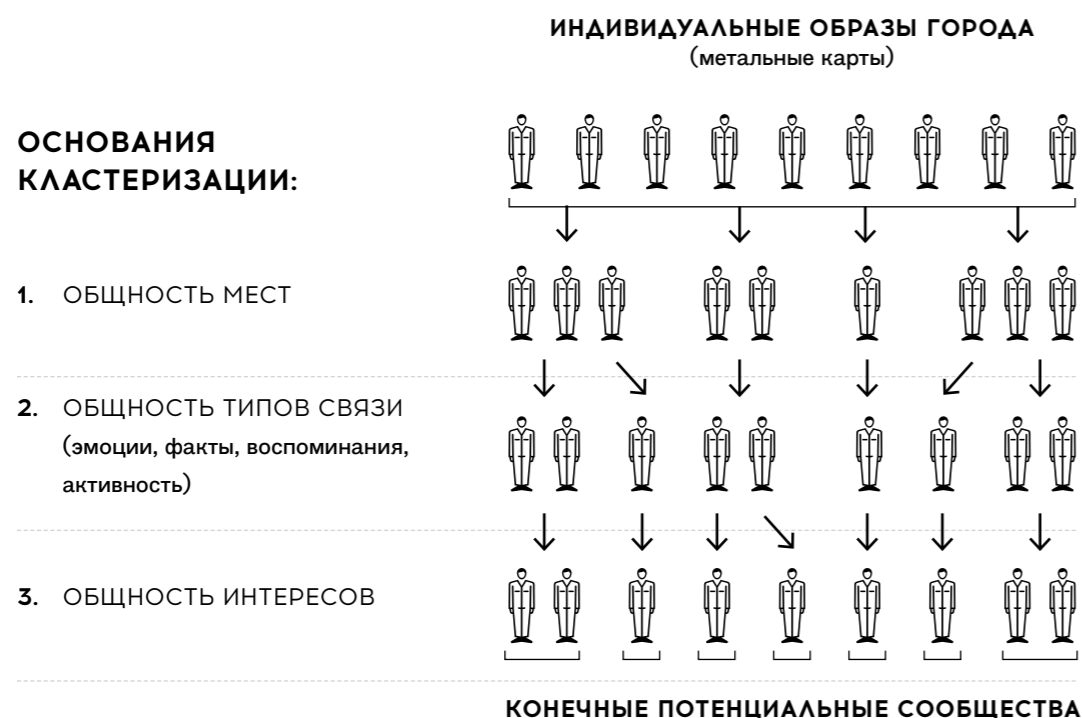 ИНДИВИДУАЛЬНЫЕ ОБРАЗЫ ГОРОДА
(метальные карты)
ОСНОВАНИЯ
КЛАСТЕРИЗАЦИИ:
1. ОБЩНОСТЬ МЕСТ
2. ОБЩНОСТЬ ТИПОВ СВЯЗИ
(эмоции, факты, воспоминания,
активность)
3. ОБЩНОСТЬ ИНТЕРЕСОВ
КОНЕЧНЫЕ ПОТЕНЦИАЛЬНЫЕ СООБЩЕСТВА